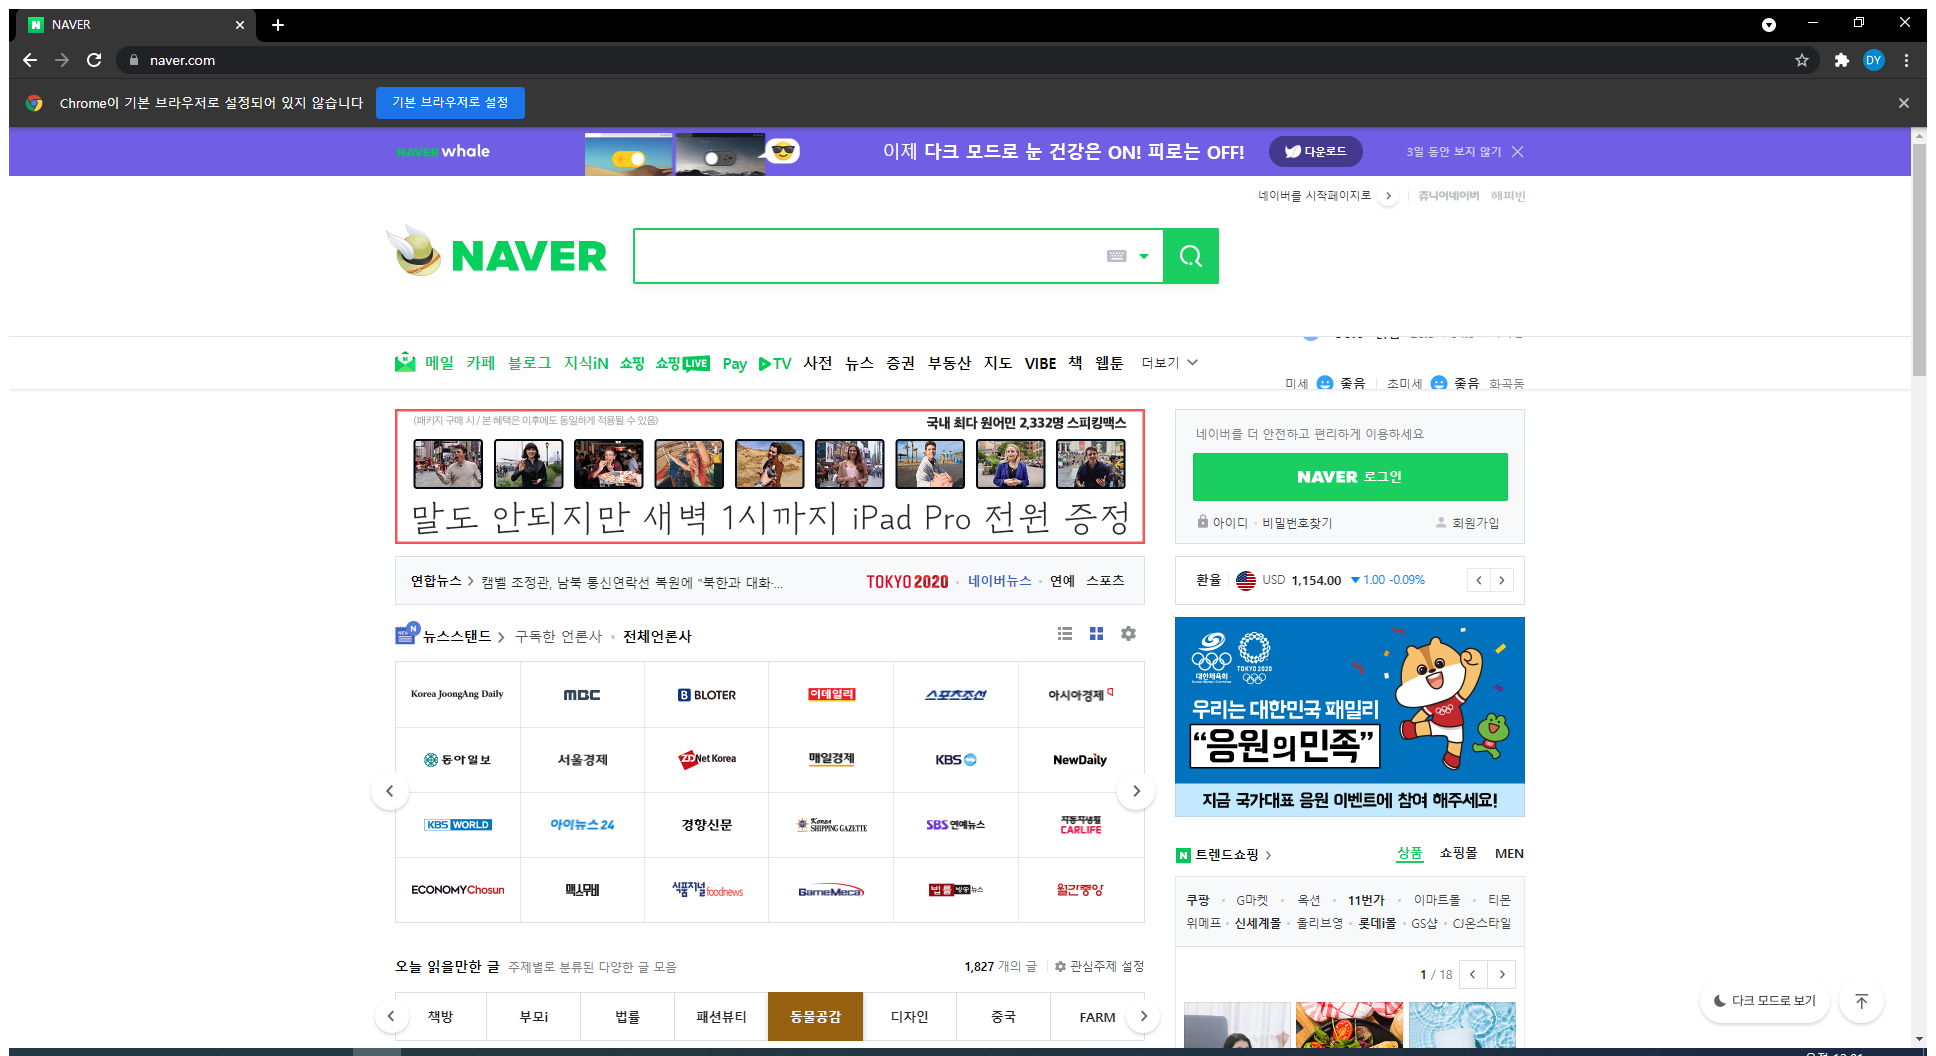 NAVER
naver.com
DY
Chrome이 기본 브라우저로 설정되어 있지 않습니다
기본 브라우저로 설정
NAVER whale
이제 다크 모드로 눈 건강은 ON! 피로는 OFF!
다운로드
3일 동안 보지 않기
네이버를 시작페이지로
쥬니어네이버 해피빈
NAVER
메일 카페 블로그 지식iN 쇼핑 쇼핑LIVE Pay TV 사전 뉴스 증권 부동산 지도 VIBE 책 웹툰 더보기
미세 좋음 초미세 좋음 화곡동
(패키지 구매 시 / 본 혜택은 이후에도 동일하게 적용될 수 있음)
국내 최다 원어민 2,332명 스피킹맥스
말도 안되지만 새벽 1시까지 iPad Pro 전원 증정
네이버를 더 안전하고 편리하게 이용하세요
NAVER 로그인
아이디 · 비밀번호찾기
회원가입
연합뉴스 > 캠벨 조정관, 남북 통신연락선 복원에 "북한과 대화·...
TOKYO 2020 · 네이버뉴스 · 연예 스포츠
환율 USD 1,154.00 ▼1.00 -0.09%
NEW N
뉴스스탠드 > 구독한 언론사 · 전체언론사
Korea JoongAng Daily
MBC
B BLOTER
이데일리
스포츠조선
아시아경제
동아일보
서울경제
ZDNet Korea
매일경제
KBS
NewDaily
KBS WORLD
아이뉴스24
경향신문
Korea SHIPPING GAZETTE
SBS 연예뉴스
자동차생활
CARLIFE
ECONOMYChosun
맥스무비
식품저널 foodnews
GameMeca
법률방송뉴스
월간중앙
대한체육회
TOKYO 2020
우리는 대한민국 패밀리
“응원의민족”
지금 국가대표 응원 이벤트에 참여 해주세요!
N 트렌드쇼핑 >
상품 쇼핑몰 MEN
쿠팡 · G마켓 · 옥션 · 11번가 · 이마트몰 · 티몬
위메프 · 신세계몰 · 올리브영 · 롯데i몰 · GS샵 · CJ온스타일
1 / 18
오늘 읽을만한 글 주제별로 분류된 다양한 글 모음
1,827 개의 글
관심주제 설정
책방 부모i 법률 패션뷰티 동물공감 디자인 중국 FARM
다크 모드로 보기